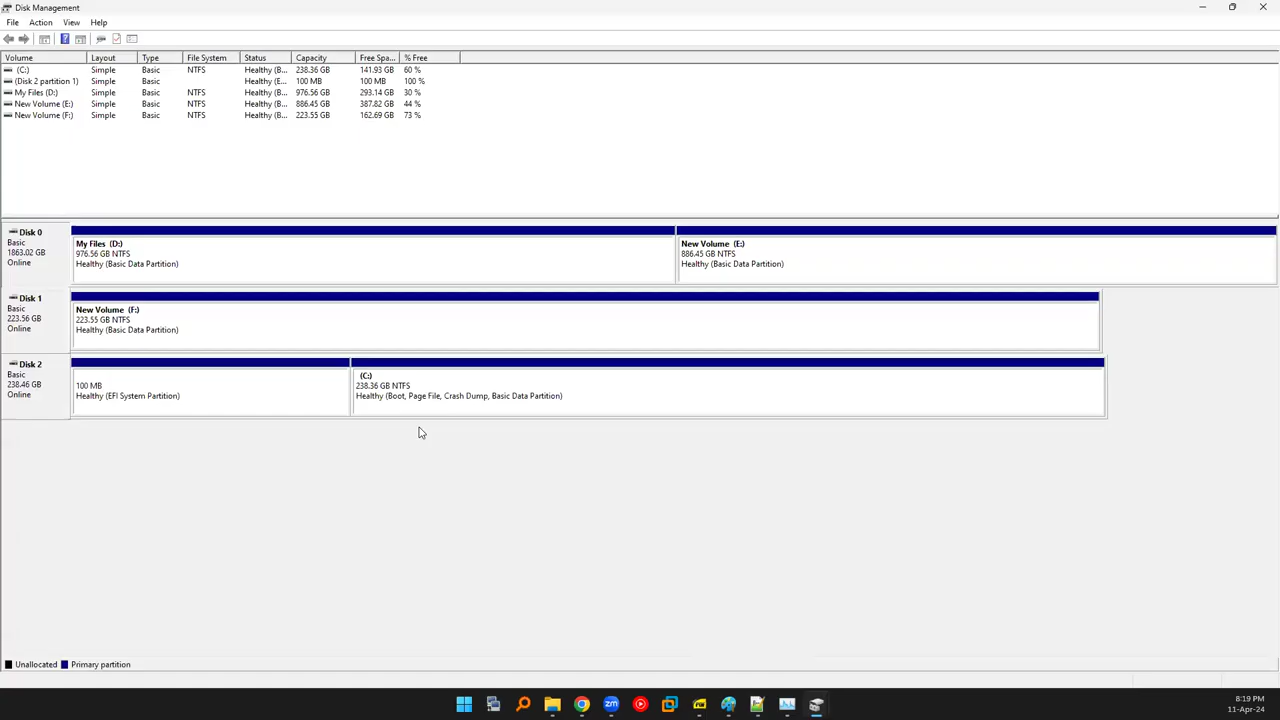 Disk Management
File Action View Help
Volume Layout Type File System Status Capacity Free Spa... % Free
(C:) Simple Basic NTFS Healthy (B... 238.36 GB 141.93 GB 60 %
(Disk 2 partition 1) Simple Basic Healthy (E... 100 MB 100 MB 100 %
My Files (D:) Simple Basic NTFS Healthy (B... 976.56 GB 293.14 GB 30 %
New Volume (E:) Simple Basic NTFS Healthy (B... 886.45 GB 387.82 GB 44 %
New Volume (F:) Simple Basic NTFS Healthy (B... 223.55 GB 162.69 GB 73 %
Disk 0
Basic
1863.02 GB
Online
My Files (D:)
976.56 GB NTFS
Healthy (Basic Data Partition)
New Volume (E:)
886.45 GB NTFS
Healthy (Basic Data Partition)
Disk 1
Basic
223.56 GB
Online
New Volume (F:)
223.55 GB NTFS
Healthy (Basic Data Partition)
Disk 2
Basic
238.46 GB
Online
100 MB
Healthy (EFI System Partition)
(C:)
238.36 GB NTFS
Healthy (Boot, Page File, Crash Dump, Basic Data Partition)
Unallocated Primary partition
zm
8:19 PM
11-Apr-24